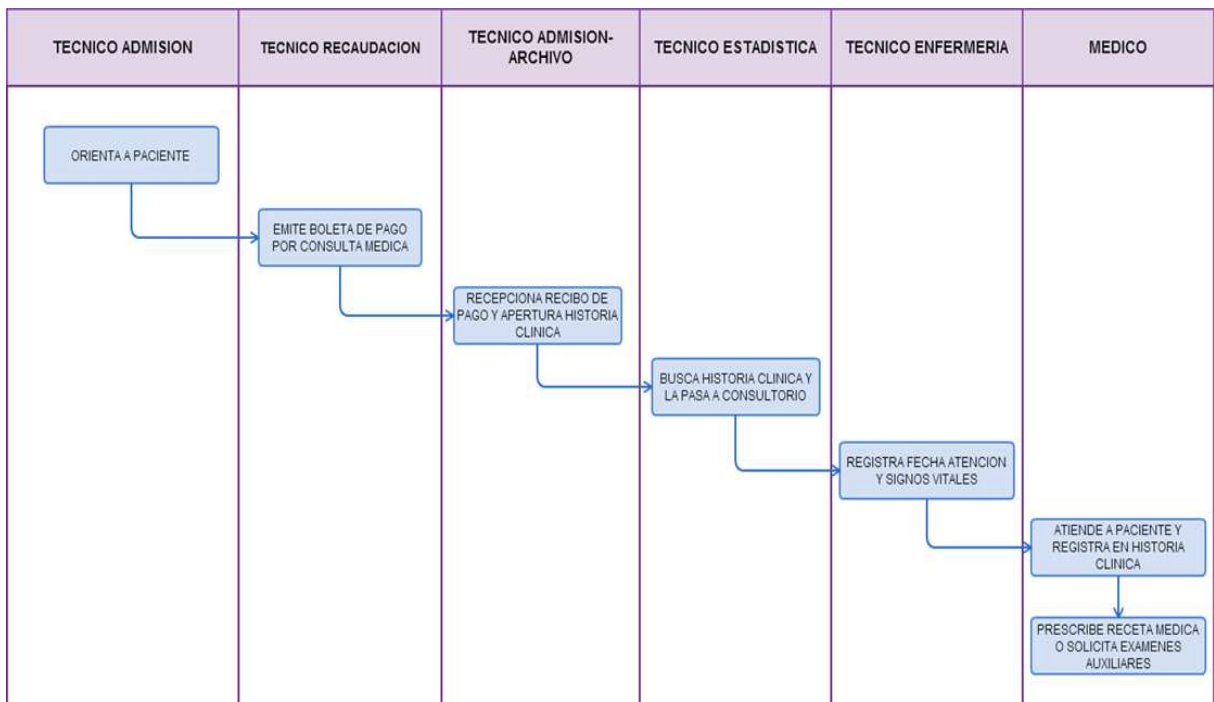 TECNICO ADMISION
TECNICO RECAUDACION
TECNICO ADMISION-
ARCHIVO
TECNICO ESTADISTICA
TECNICO ENFERMERIA
MEDICO
ORIENTA A PACIENTE
EMITE BOLETA DE PAGO
POR CONSULTA MEDICA
RECEPCIONA RECIBO DE
PAGO Y APERTURA HISTORIA
CLINICA
BUSCA HISTORIA CLINICA Y
LA PASA A CONSULTORIO
REGISTRA FECHA ATENCION
Y SIGNOS VITALES
ATIENDE A PACIENTE Y
REGISTRA EN HISTORIA
CLINICA
PRESCRIBE RECETA MEDICA
O SOLICITA EXAMENES
AUXILIARES